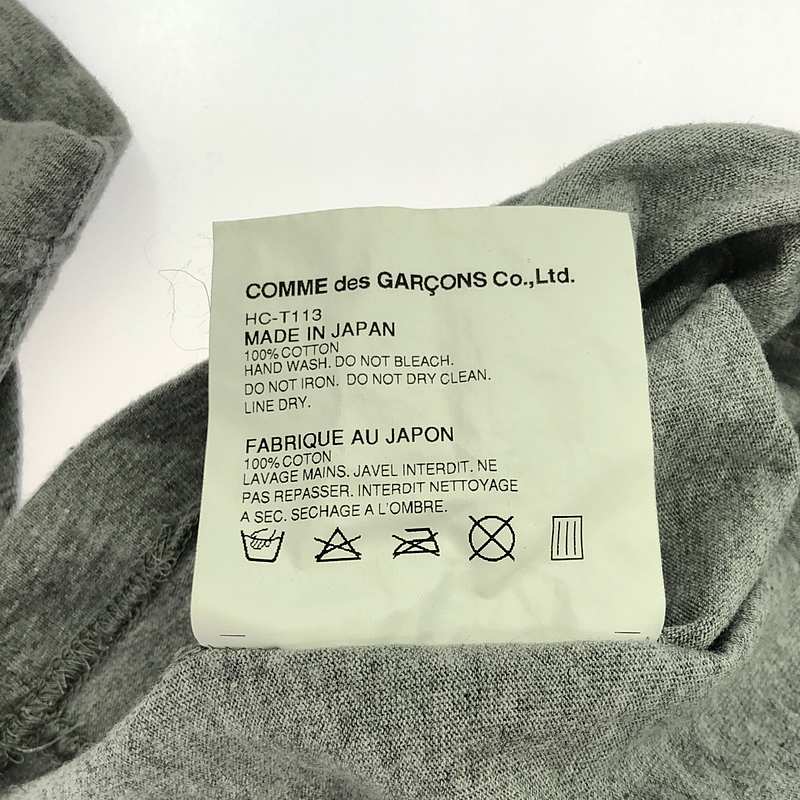 COMME des GARÇONS Co.,Ltd.
HC-T113
MADE IN JAPAN
100% COTTON
HAND WASH. DO NOT BLEACH.
DO NOT IRON. DO NOT DRY CLEAN.
LINE DRY.
FABRIQUE AU JAPON
100% COTON
LAVAGE MAINS. JAVEL INTERDIT. NE
PAS REPASSER. INTERDIT NETTOYAGE
A SEC. SECHAGE A L'OMBRE.